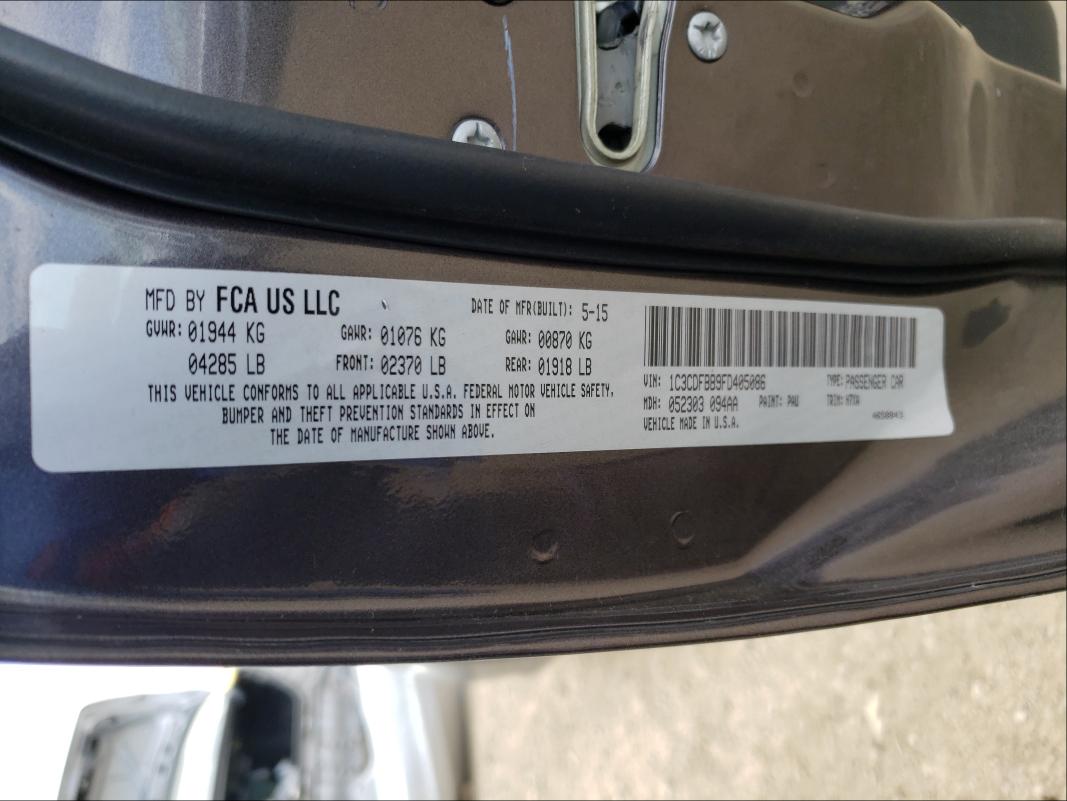 MFD BY FCA US LLC
DATE OF MFR(BUILT): 5-15
GVWR: 01944 KG GAWR: 01076 KG GAWR: 00870 KG
04285 LB FRONT: 02370 LB REAR: 01918 LB
THIS VEHICLE CONFORMS TO ALL APPLICABLE U.S.A. FEDERAL MOTOR VEHICLE SAFETY,
BUMPER AND THEFT PREVENTION STANDARDS IN EFFECT ON
THE DATE OF MANUFACTURE SHOWN ABOVE.
VIN: 1C3CDFBB9FD405086 TYPE: PASSENGER CAR
MDH: 052303 094AA PAINT: PAU TRIM: H7XA
VEHICLE MADE IN U.S.A.